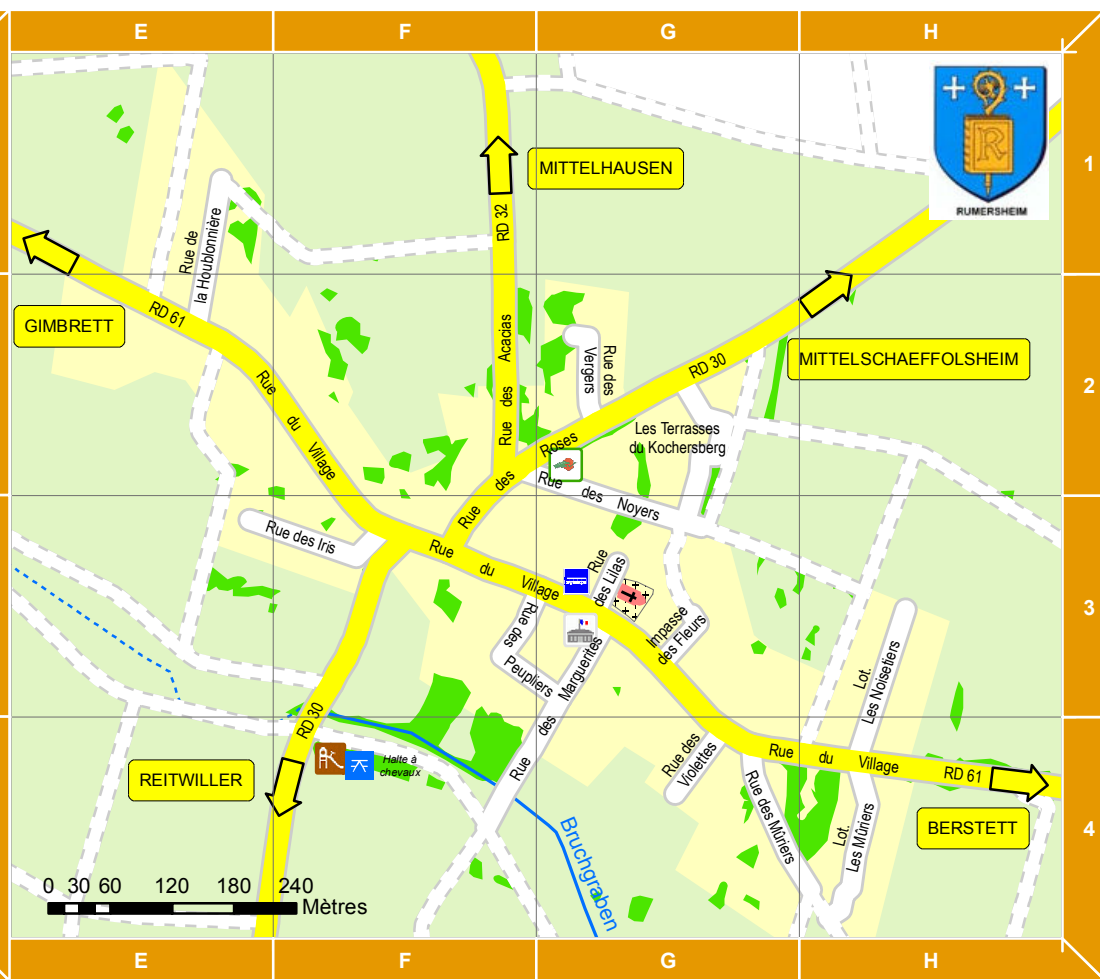 E F G H
RUMERSHEIM
R
MITTELHAUSEN
1
RD 32
Rue de
la Houblonnière
GIMBRETT
RD 61
MITTELSCHAEFFOLSHEIM
RD 30
2
Rue des Acacias
Rue des
Vergers
Rue du Village
Les Terrasses
du Kochersberg
Rue des Roses
Rue des Noyers
Rue des Iris
Rue du Village
Rue
des Lilas
3
Impasse
des Fleurs
Rue des
Peupliers
Rue des Marguerites
Lot.
Les Noisetiers
RD 30
REITWILLER
Halte à
chevaux
Rue des
Violettes
Rue du Village
RD 61
BERSTETT
4
Rue des Mûriers
Lot.
Les Mûriers
Bruchgraben
0 30 60 120 180 240
Mètres
E F G H